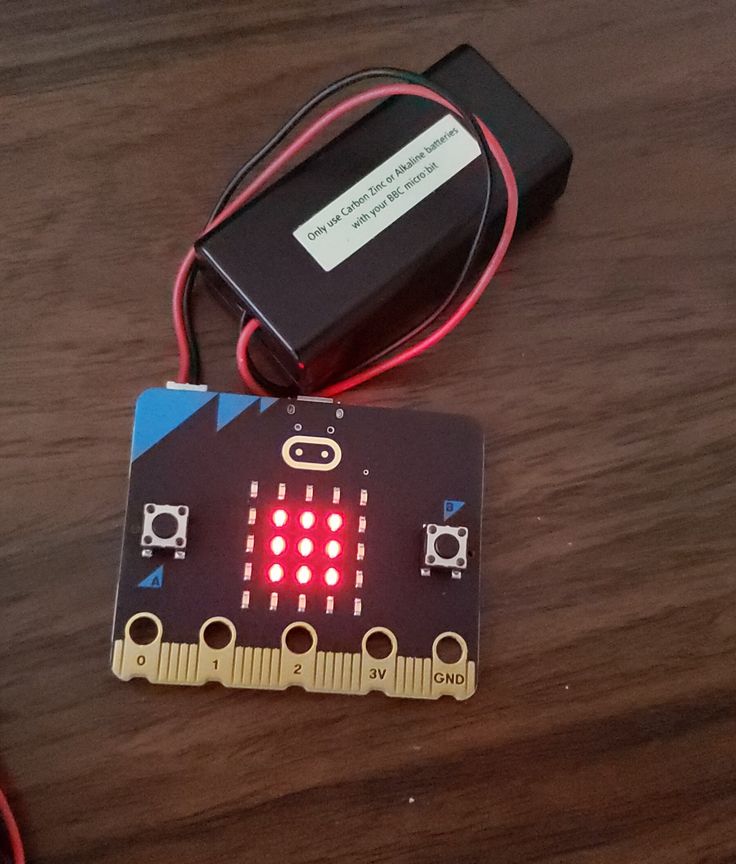 Only use Carbon Zinc or Alkaline batteries
with your BBC micro:bit
B
A
0 1 2 3V GND